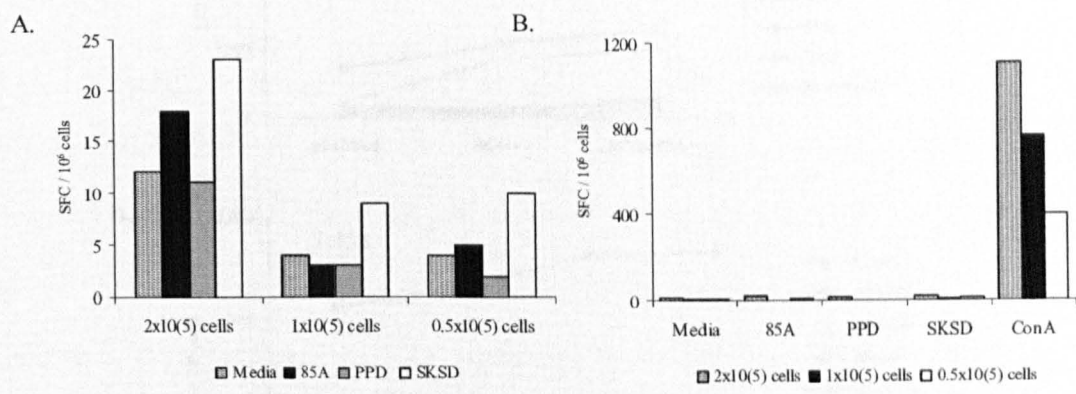 A.
25
20
15
10
5
0
SFC / 10⁶ cells
2x10(5) cells 1x10(5) cells 0.5x10(5) cells
Media 85A PPD SKSD
B.
1200
800
400
0
SFC / 10⁶ cells
Media 85A PPD SKSD ConA
2x10(5) cells 1x10(5) cells 0.5x10(5) cells